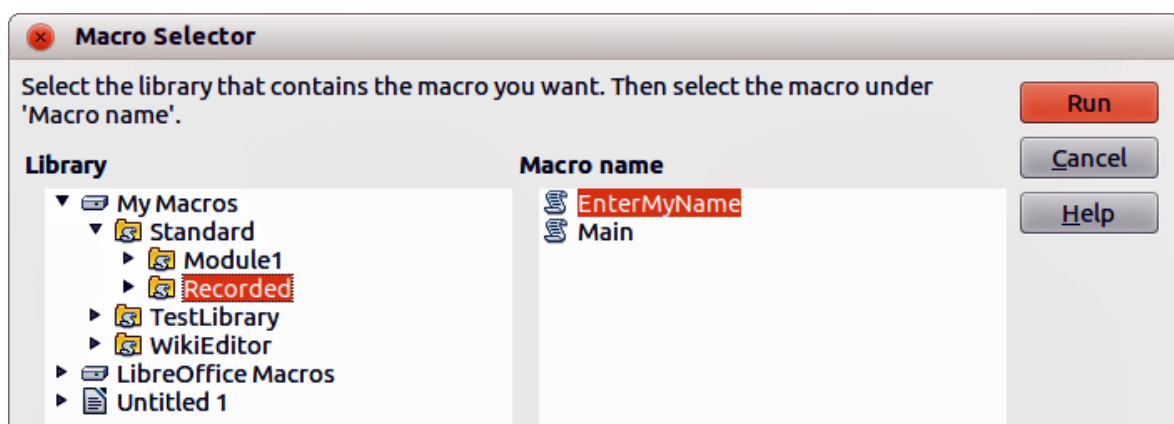 Macro Selector
Select the library that contains the macro you want. Then select the macro under
'Macro name'.
Run
Cancel
Help
Library
My Macros
Standard
Module1
Recorded
TestLibrary
WikiEditor
LibreOffice Macros
Untitled 1
Macro name
EnterMyName
Main